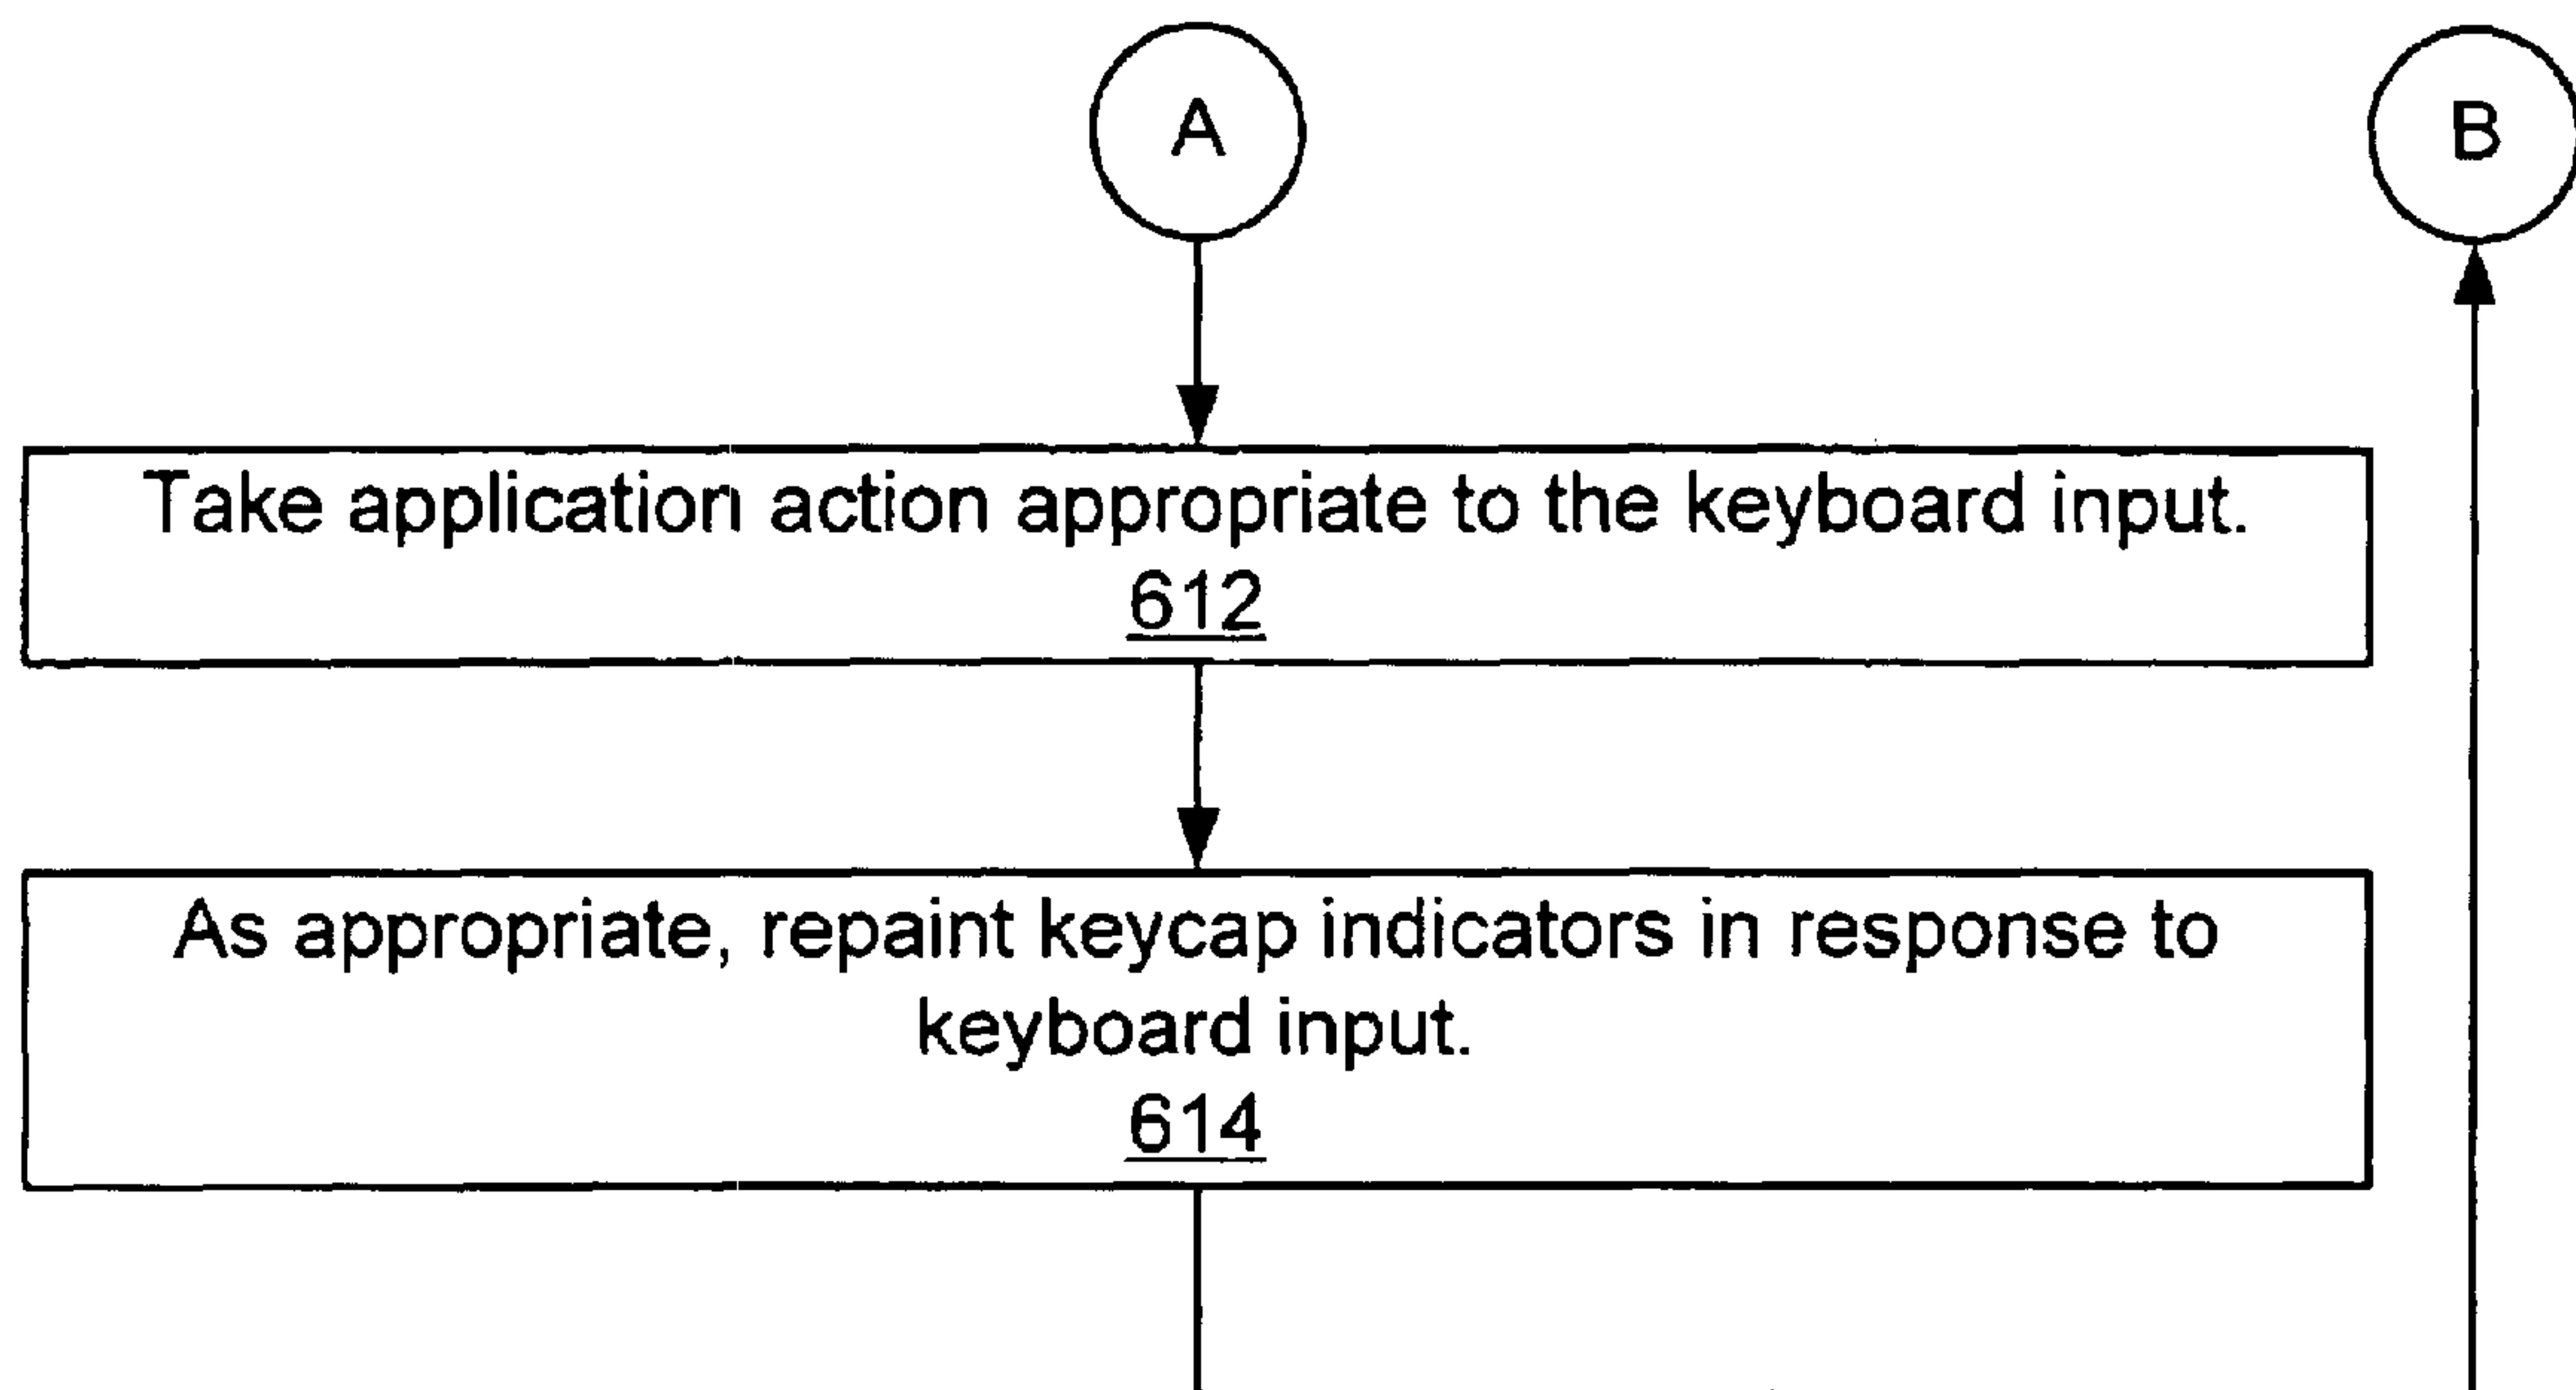 A
B
Take application action appropriate to the keyboard input.
612
As appropriate, repaint keycap indicators in response to
keyboard input.
614